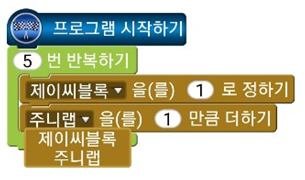 프로그램 시작하기
5 번 반복하기
제이씨블록 을(를) 1 로 정하기
주니랩 을(를) 1 만큼 더하기
제이씨블록
주니랩